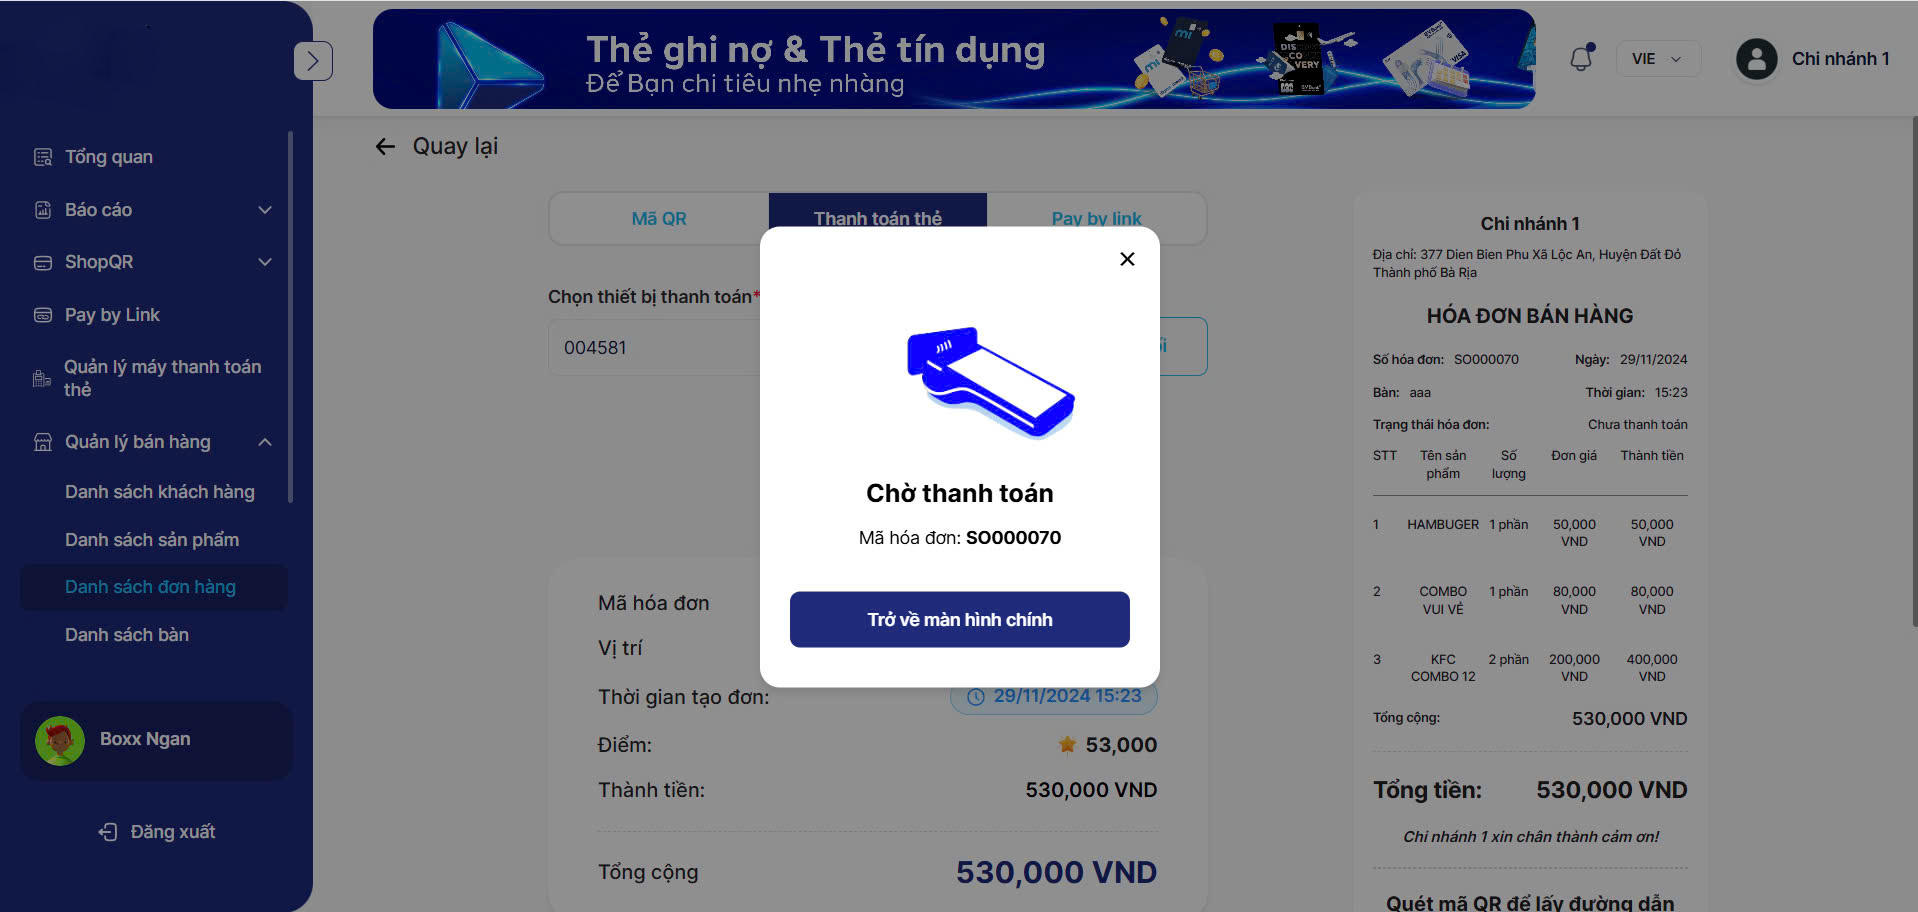 Thẻ ghi nợ & Thẻ tín dụng
Để Bạn chi tiêu nhẹ nhàng
VIE
Chi nhánh 1
Tổng quan
Báo cáo
ShopQR
Pay by Link
Quản lý máy thanh toán
thẻ
Quản lý bán hàng
Danh sách khách hàng
Danh sách sản phẩm
Danh sách đơn hàng
Danh sách bàn
Boxx Ngan
Đăng xuất
Quay lại
Mã QR
Thanh toán thẻ
Pay by link
Chọn thiết bị thanh toán*
004581
Chờ thanh toán
Mã hóa đơn: SO000070
Trở về màn hình chính
Mã hóa đơn
Vị trí
Thời gian tạo đơn: 29/11/2024 15:23
Điểm: 53,000
Thành tiền: 530,000 VND
Tổng cộng 530,000 VND
Chi nhánh 1
Địa chỉ: 377 Dien Bien Phu Xã Lộc An, Huyện Đất Đỏ
Thành phố Bà Rịa
HÓA ĐƠN BÁN HÀNG
Số hóa đơn: SO000070 Ngày: 29/11/2024
Bàn: aaa Thời gian: 15:23
Trạng thái hóa đơn: Chưa thanh toán
STT Tên sản Số Đơn giá Thành tiền
phẩm lượng
1 HAMBUGER 1 phần 50,000 50,000
VND VND
2 COMBO 1 phần 80,000 80,000
VUI VẺ VND VND
3 KFC 2 phần 200,000 400,000
COMBO 12 VND VND
Tổng cộng: 530,000 VND
Tổng tiền: 530,000 VND
Chi nhánh 1 xin chân thành cảm ơn!
Quét mã QR để lấy đường dẫn